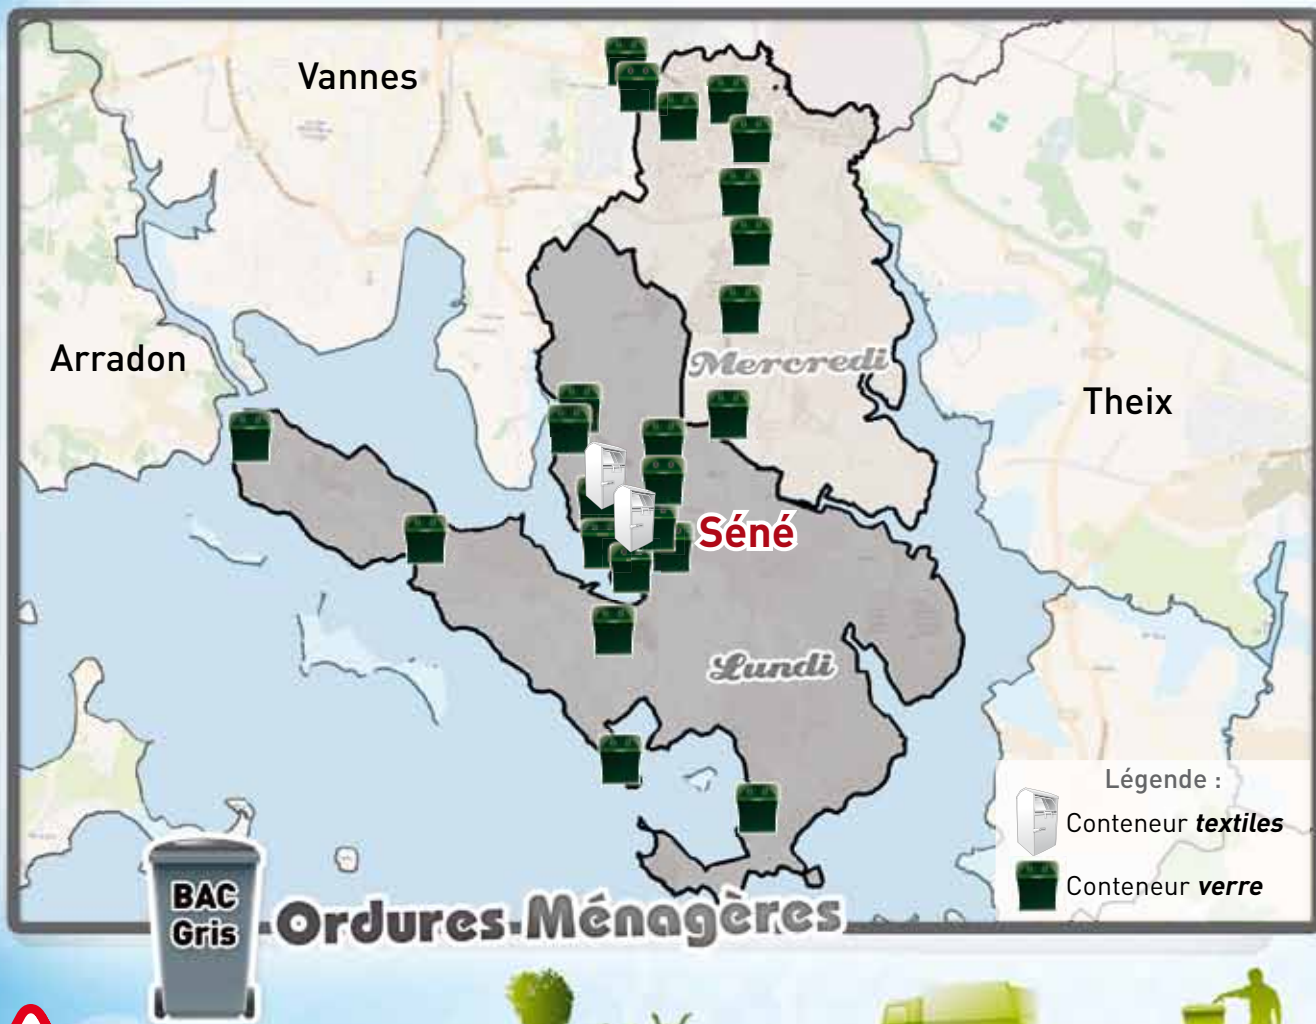 Vannes
Arradon
Mercredi
Theix
Séné
Lundi
Légende :
Conteneur textiles
Conteneur verre
BAC
Gris
Ordures Ménagères